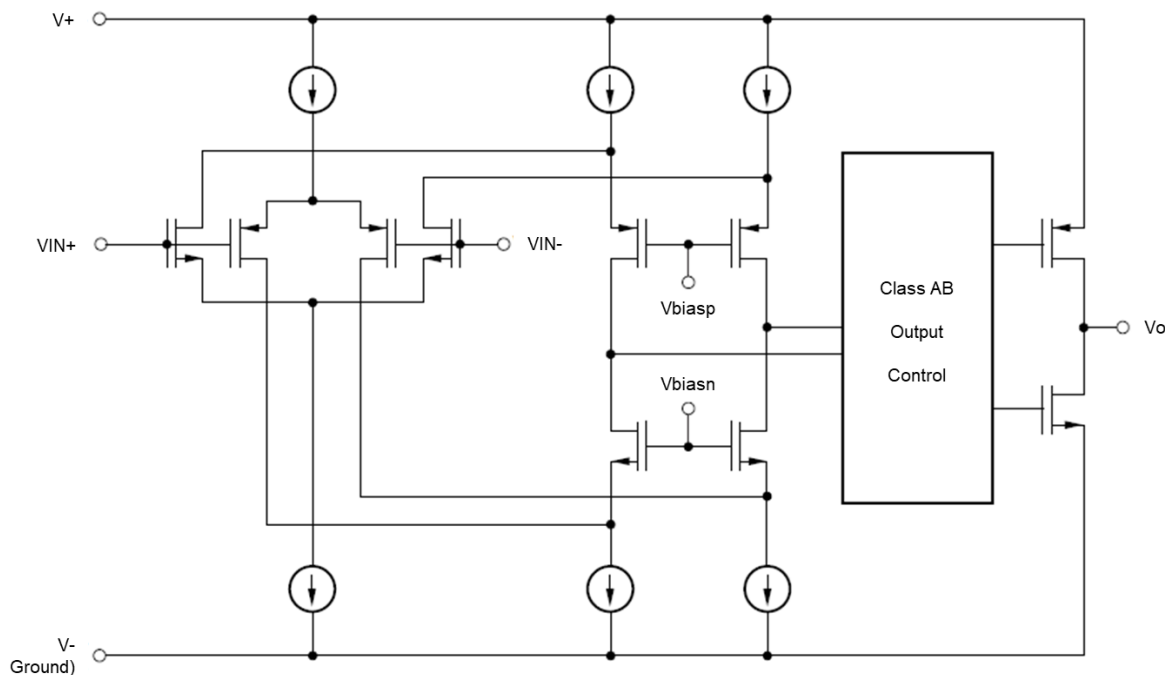 V+
VIN+
VIN-
Vbiasp
Vbiasn
Class AB
Output
Control
Vo
V-
Ground)